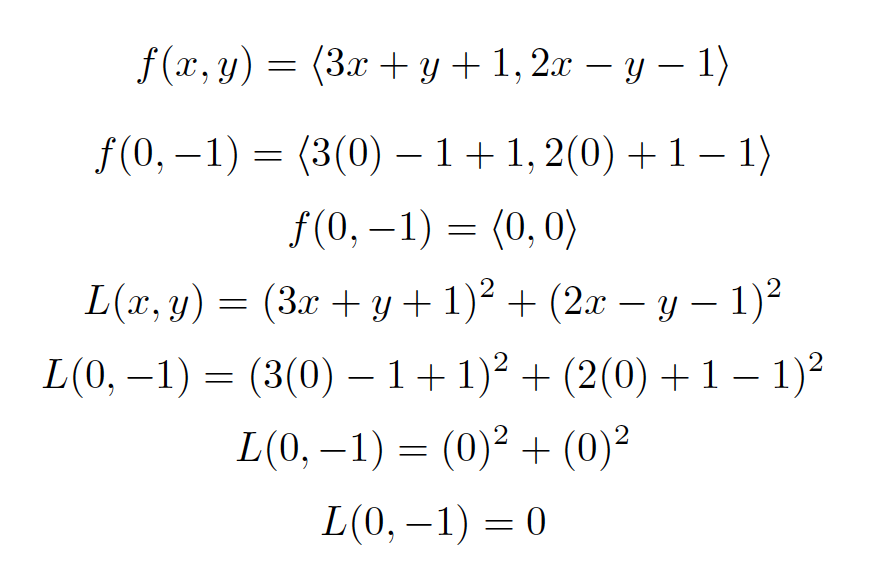 f(x, y) = ⟨3x + y + 1, 2x − y − 1⟩
f(0, −1) = ⟨3(0) − 1 + 1, 2(0) + 1 − 1⟩
f(0, −1) = ⟨0, 0⟩
L(x, y) = (3x + y + 1)² + (2x − y − 1)²
L(0, −1) = (3(0) − 1 + 1)² + (2(0) + 1 − 1)²
L(0, −1) = (0)² + (0)²
L(0, −1) = 0